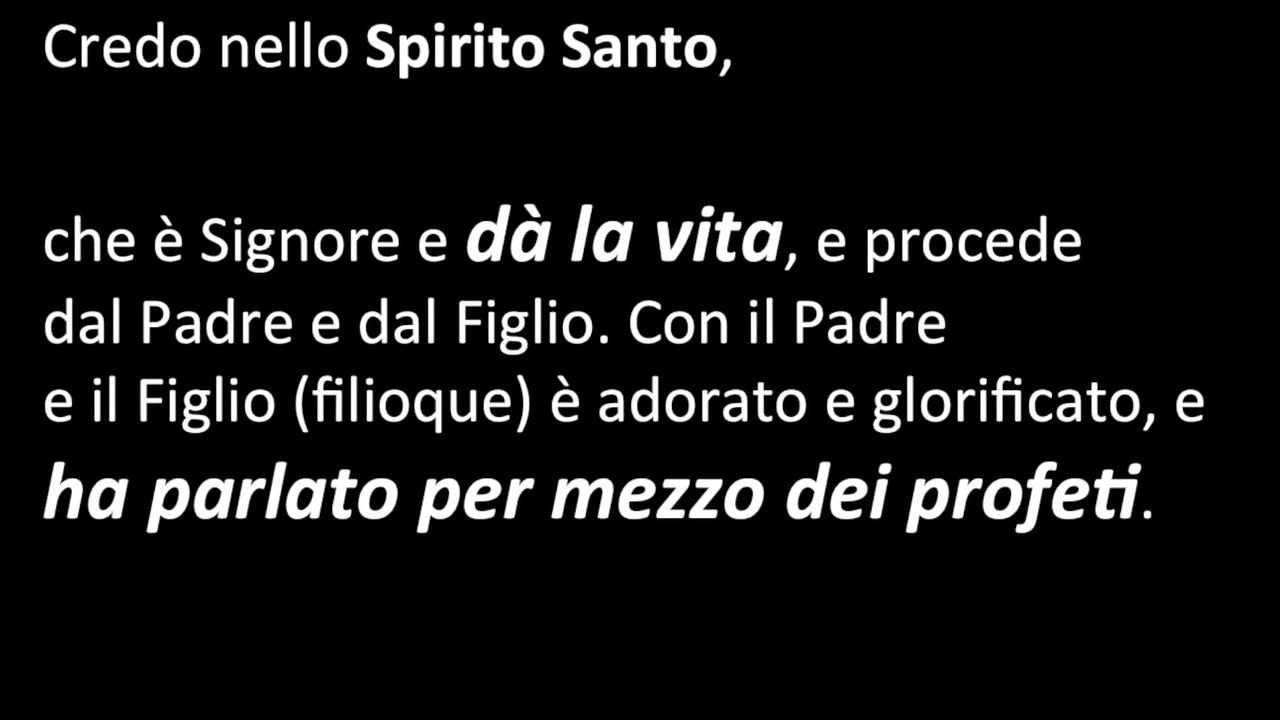 Credo nello Spirito Santo,
che è Signore e dà la vita, e procede
dal Padre e dal Figlio. Con il Padre
e il Figlio (filioque) è adorato e glorificato, e
ha parlato per mezzo dei profeti.